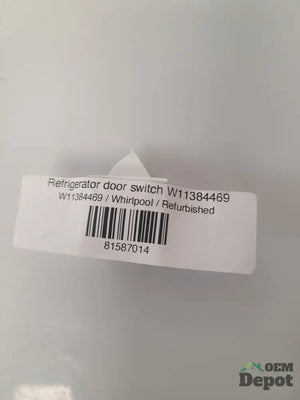 Refrigerator door switch W11384469
W11384469 / Whirlpool / Refurbished
81587014
OEM
Depot